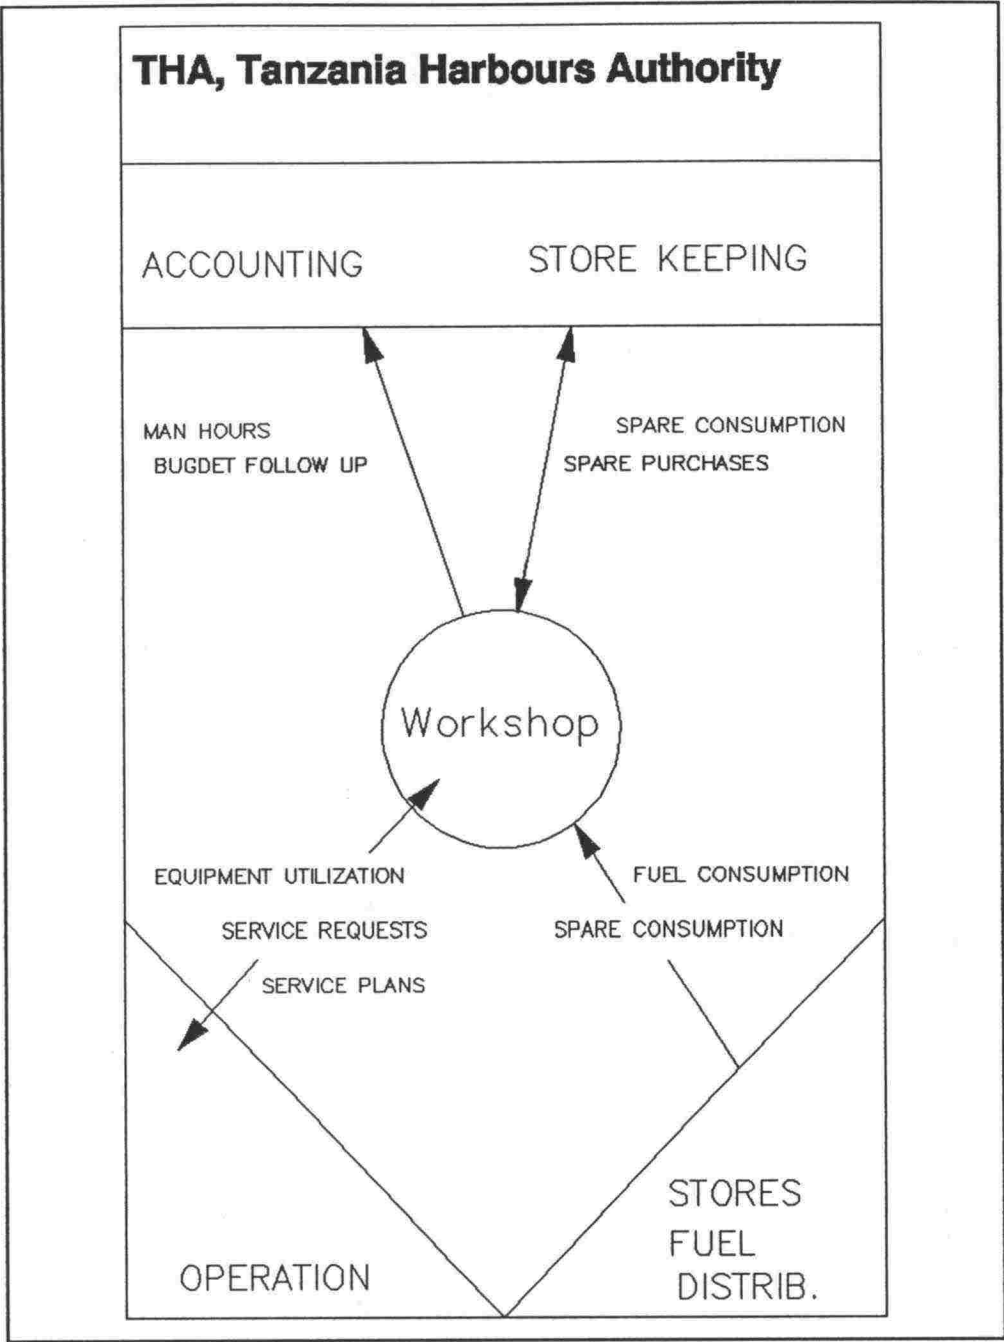 THA, Tanzania Harbours Authority
ACCOUNTING
STORE KEEPING
MAN HOURS
BUGDET FOLLOW UP
SPARE CONSUMPTION
SPARE PURCHASES
Workshop
EQUIPMENT UTILIZATION
SERVICE REQUESTS
SERVICE PLANS
FUEL CONSUMPTION
SPARE CONSUMPTION
OPERATION
STORES
FUEL
DISTRIB.